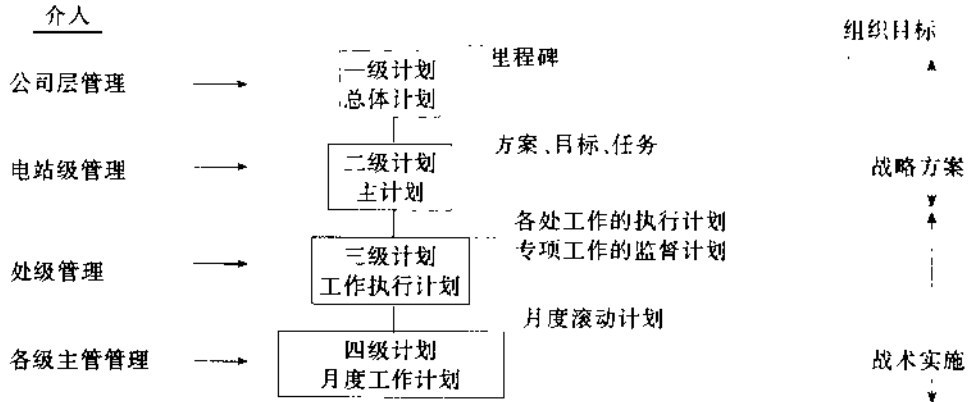 介人
组织目标
里程碑
公司层管理
一级计划
总体计划
方案、目标、任务
电站级管理
二级计划
主计划
战略方案
各处工作的执行计划
专项工作的监督计划
处级管理
三级计划
工作执行计划
月度滚动计划
各级主管管理
四级计划
月度工作计划
战术实施